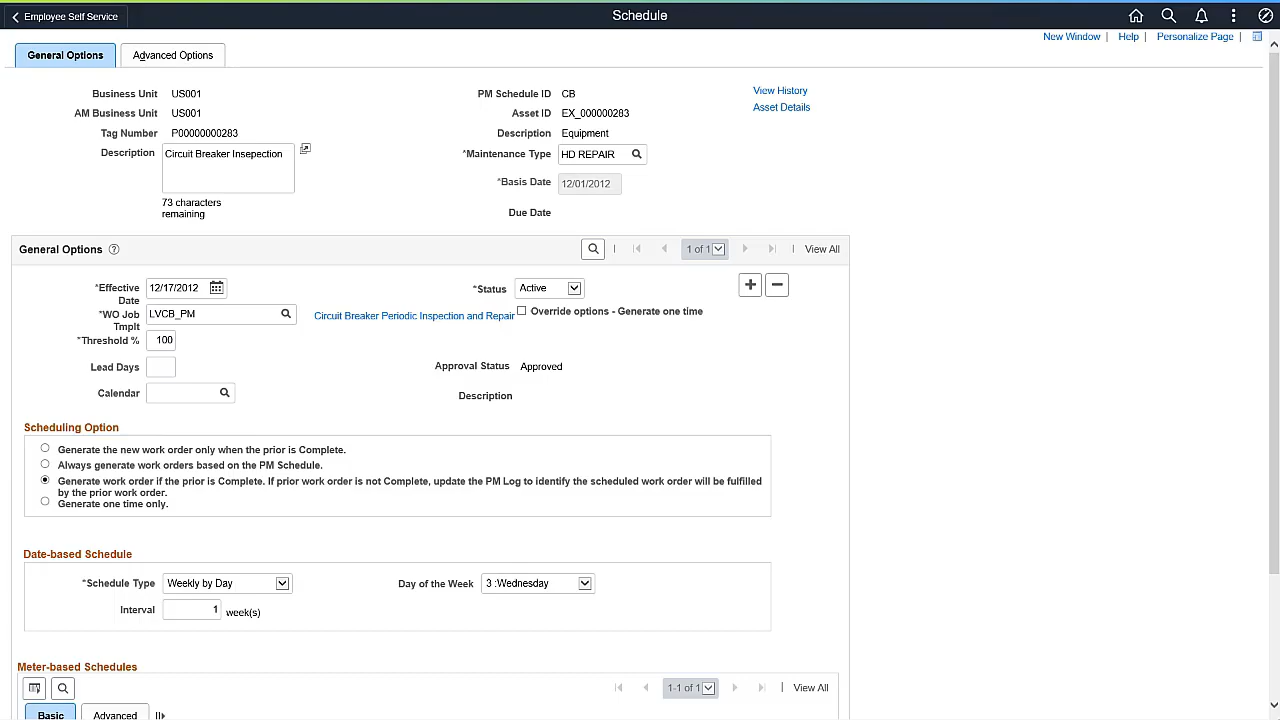 Employee Self Service
Schedule
New Window | Help | Personalize Page |
General Options
Advanced Options
Business Unit US001
PM Schedule ID CB
View History
AM Business Unit US001
Asset ID EX_000000283
Asset Details
Tag Number P00000000283
Description Equipment
Description Circuit Breaker Insepection
*Maintenance Type HD REPAIR
*Basis Date 12/01/2012
73 characters
remaining
Due Date
General Options
1 of 1
View All
*Effective
Date
12/17/2012
*Status Active
*WO Job
Tmplt
LVCB_PM
Circuit Breaker Periodic Inspection and Repair
Override options - Generate one time
*Threshold % 100
Lead Days
Approval Status Approved
Calendar
Description
Scheduling Option
Generate the new work order only when the prior is Complete.
Always generate work orders based on the PM Schedule.
Generate work order if the prior is Complete. If prior work order is not Complete, update the PM Log to identify the scheduled work order will be fulfilled
by the prior work order.
Generate one time only.
Date-based Schedule
*Schedule Type Weekly by Day
Day of the Week 3 :Wednesday
Interval 1 week(s)
Meter-based Schedules
1-1 of 1
View All
Basic
Advanced